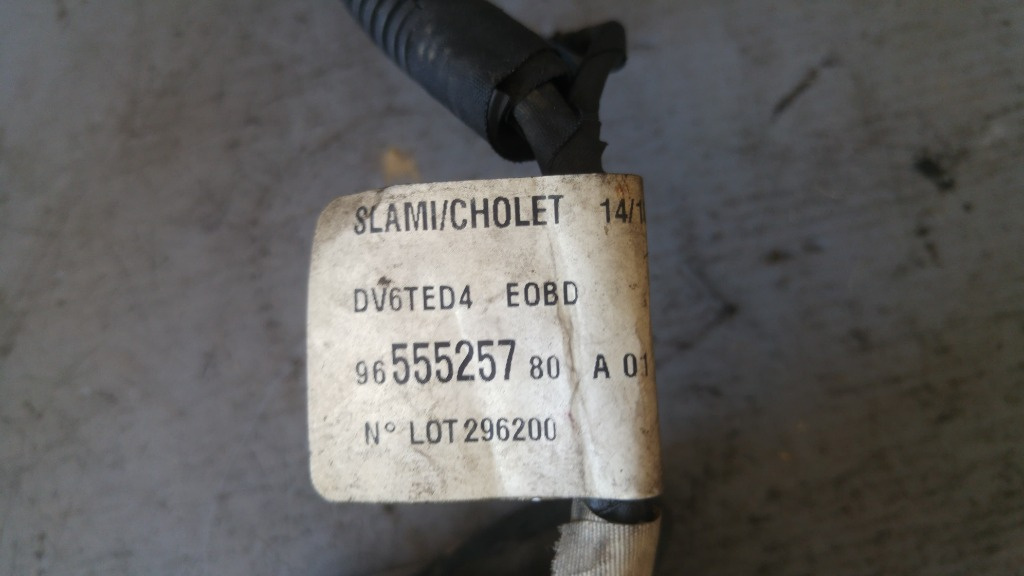 SLAMI/CHOLET 14/1
DV6TED4 EOBD
96 555257 80 A 01
N° LOT 296200